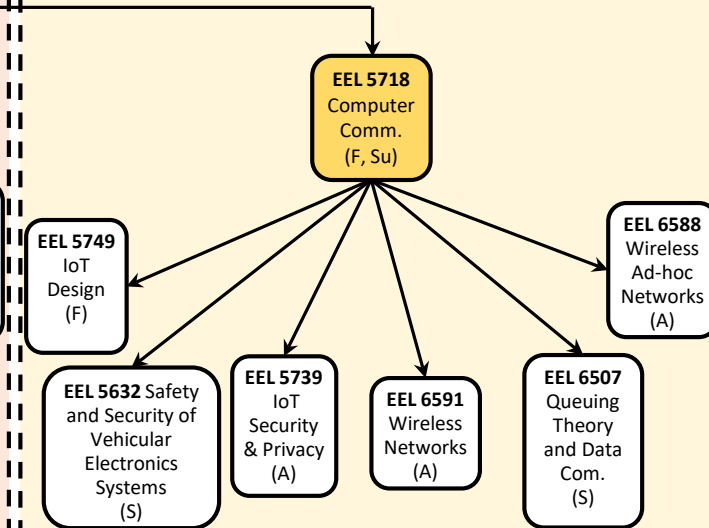 EEL 5718
Computer
Comm.
(F, Su)
EEL 5749
IoT
Design
(F)
EEL 6588
Wireless
Ad-hoc
Networks
(A)
EEL 5632 Safety
and Security of
Vehicular
Electronics
Systems
(S)
EEL 5739
IoT
Security
& Privacy
(A)
EEL 6591
Wireless
Networks
(A)
EEL 6507
Queuing
Theory
and Data
Com.
(S)